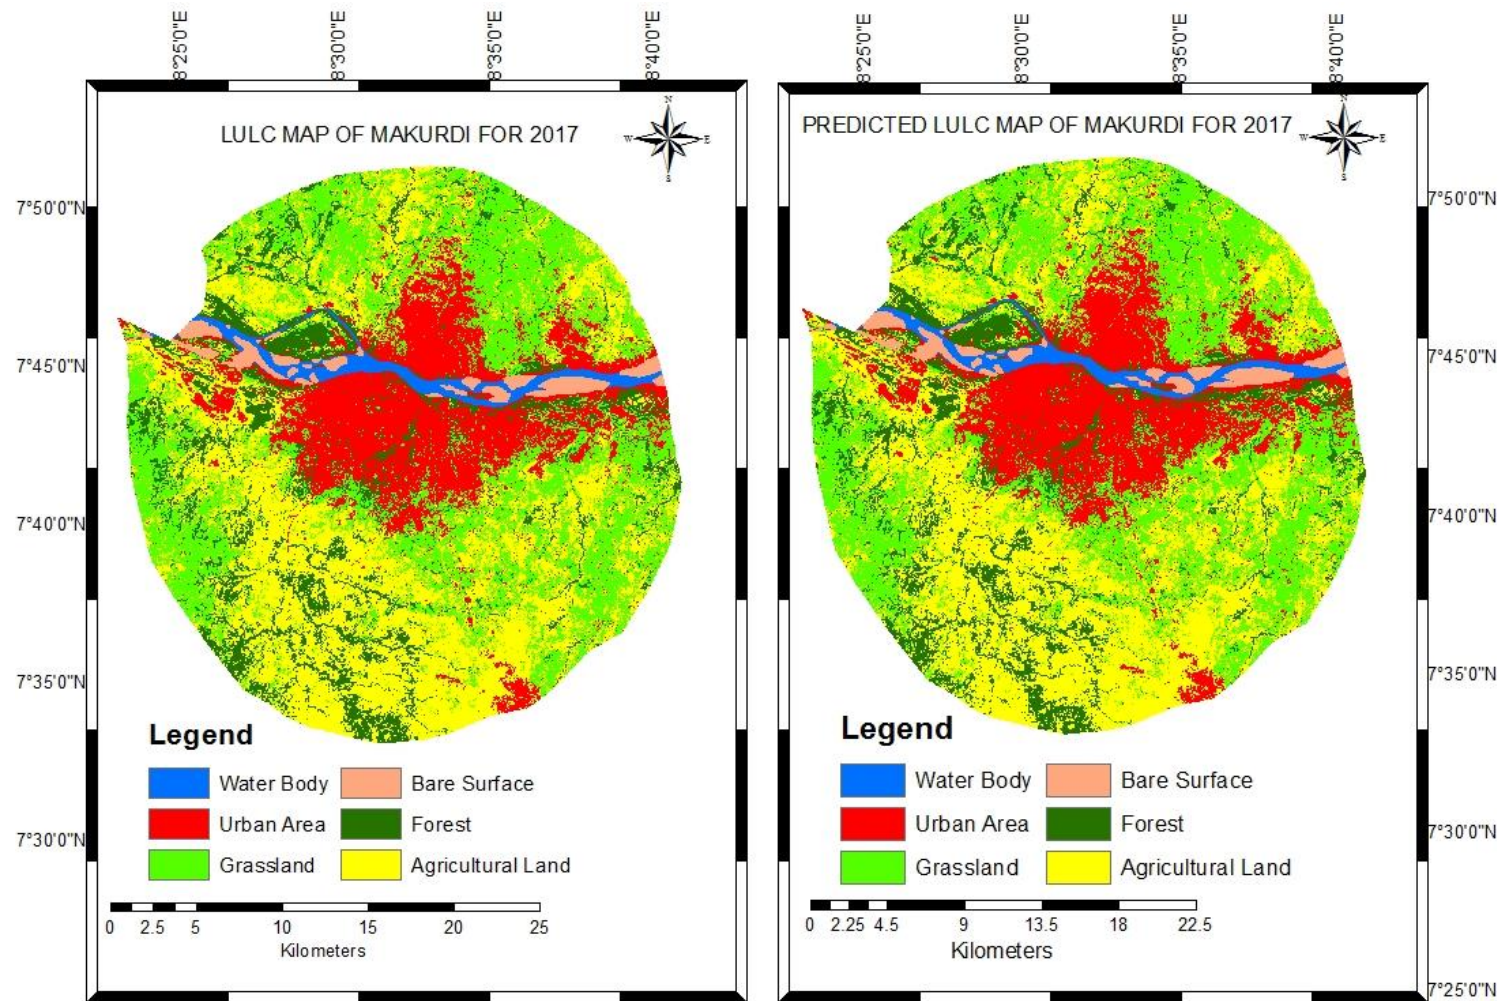 8°25'0"E 8°30'0"E 8°35'0"E 8°40'0"E
LULC MAP OF MAKURDI FOR 2017
N
W E
S
7°50'0"N
7°45'0"N
7°40'0"N
7°35'0"N
7°30'0"N
Legend
Water Body Bare Surface
Urban Area Forest
Grassland Agricultural Land
0 2.5 5 10 15 20 25
Kilometers
8°25'0"E 8°30'0"E 8°35'0"E 8°40'0"E
PREDICTED LULC MAP OF MAKURDI FOR 2017
N
W E
S
7°50'0"N
7°45'0"N
7°40'0"N
7°35'0"N
7°30'0"N
7°25'0"N
Legend
Water Body Bare Surface
Urban Area Forest
Grassland Agricultural Land
0 2.25 4.5 9 13.5 18 22.5
Kilometers